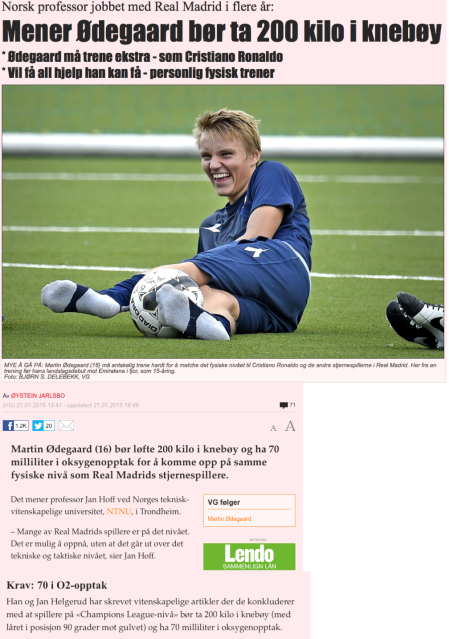 Norsk professor jobbet med Real Madrid i flere år:
Mener Ødegaard bør ta 200 kilo i knebøy
* Ødegaard må trene ekstra - som Cristiano Ronaldo
* Vil få all hjelp han kan få - personlig fysisk trener
DIADORA
MYE Å GÅ PÅ: Martin Ødegaard (16) må antakelig trene hardt for å matche det fysiske nivået til Cristiano Ronaldo og de andre stjernespillerne i Real Madrid. Her fra en
trening før hans landslagsdebut mot Emiratene i fjor, som 15-åring.
Foto: BJØRN S. DELEBEKK, VG
Av ØYSTEIN JARLSBO
(VG) 21.01.2015 13:41 - oppdatert 21.01.2015 18:46
71
1.2K
20
A A
Martin Ødegaard (16) bør løfte 200 kilo i knebøy og ha 70
milliliter i oksygenopptak for å komme opp på samme
fysiske nivå som Real Madrids stjernespillere.
Det mener professor Jan Hoff ved Norges teknisk-
vitenskapelige universitet, NTNU, i Trondheim.
– Mange av Real Madrids spillere er på det nivået.
Det er mulig å oppnå, uten at det går ut over det
tekniske og taktiske nivået, sier Jan Hoff.
VG følger
Martin Ødegaard
Lendo
SAMMENLIGN LÅN
Krav: 70 i O2-opptak
Han og Jan Helgerud har skrevet vitenskapelige artikler der de konkluderer
med at spillere på «Champions League-nivå» bør ta 200 kilo i knebøy (med
låret i posisjon 90 grader mot gulvet) og ha 70 milliliter i oksygenopptak.